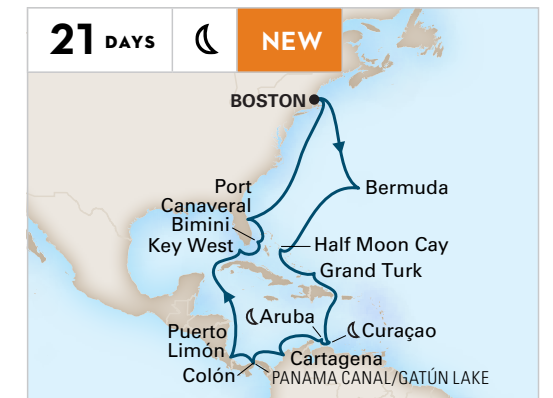 21 DAYS
NEW
BOSTON
Port
Canaveral
Bermuda
Bimini
Key West
Half Moon Cay
Grand Turk
Aruba
Curaçao
Puerto
Limón
Cartagena
Colón
PANAMA CANAL/GATÚN LAKE